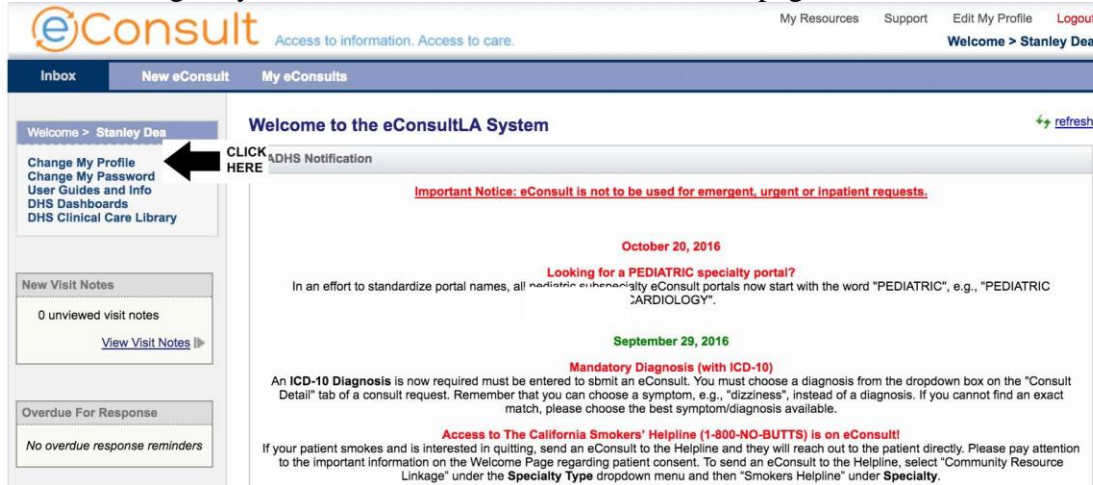 eConsult Access to information. Access to care.
My Resources Support Edit My Profile Logout
Welcome > Stanley Dea
Inbox New eConsult My eConsults
Welcome > Stanley Dea
Change My Profile
Change My Password
User Guides and Info
DHS Dashboards
DHS Clinical Care Library
CLICK
HERE
New Visit Notes
0 unviewed visit notes
View Visit Notes
Overdue For Response
No overdue response reminders
Welcome to the eConsultLA System
refresh
ADHS Notification
Important Notice: eConsult is not to be used for emergent, urgent or inpatient requests.
October 20, 2016
Looking for a PEDIATRIC specialty portal?
In an effort to standardize portal names, all pediatric subspecialty eConsult portals now start with the word "PEDIATRIC", e.g., "PEDIATRIC
CARDIOLOGY".
September 29, 2016
Mandatory Diagnosis (with ICD-10)
An ICD-10 Diagnosis is now required must be entered to sbmit an eConsult. You must choose a diagnosis from the dropdown box on the "Consult
Detail" tab of a consult request. Remember that you can choose a symptom, e.g., "dizziness", instead of a diagnosis. If you cannot find an exact
match, please choose the best symptom/diagnosis available.
Access to The California Smokers' Helpline (1-800-NO-BUTTS) is on eConsult!
If your patient smokes and is interested in quitting, send an eConsult to the Helpline and they will reach out to the patient directly. Please pay attention
to the important information on the Welcome Page regarding patient consent. To send an eConsult to the Helpline, select "Community Resource
Linkage" under the Specialty Type dropdown menu and then "Smokers Helpline" under Specialty.